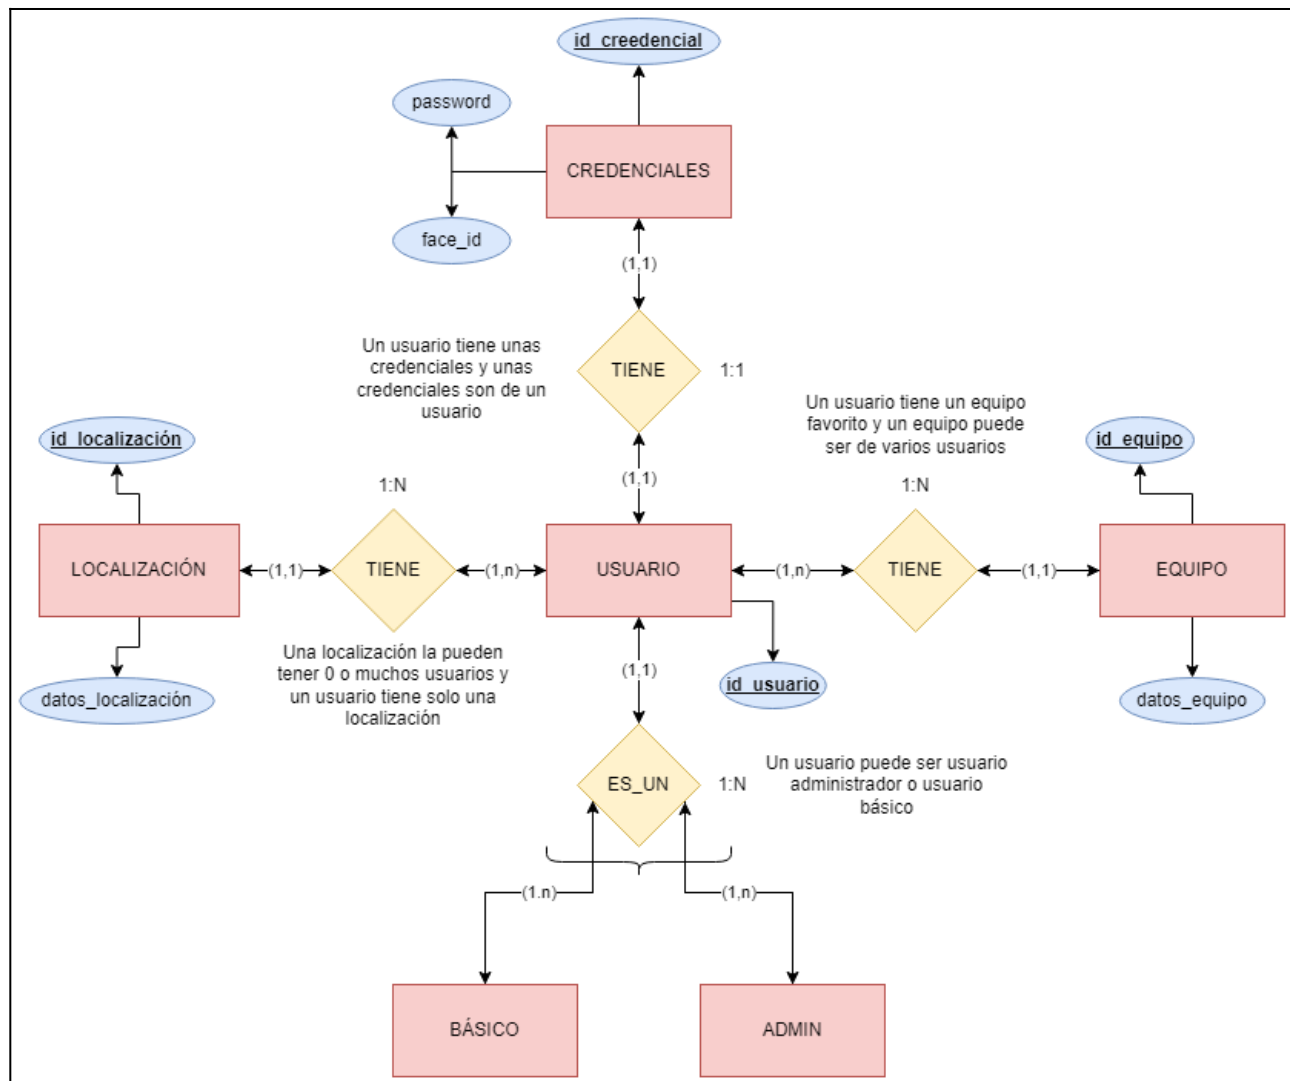 id_creedencial
password
CREDENCIALES
face_id
(1,1)
Un usuario tiene unas
credenciales y unas
credenciales son de un
usuario
TIENE
1:1
Un usuario tiene un equipo
favorito y un equipo puede
ser de varios usuarios
id_localización
id_equipo
(1,1)
1:N
1:N
LOCALIZACIÓN
(1,1)
TIENE
(1,n)
USUARIO
(1,n)
TIENE
(1,1)
EQUIPO
Una localización la pueden
tener 0 o muchos usuarios y
un usuario tiene solo una
localización
(1,1)
id_usuario
datos_localización
datos_equipo
ES_UN
1:N
Un usuario puede ser usuario
administrador o usuario
básico
(1.n)
(1,n)
BÁSICO
ADMIN